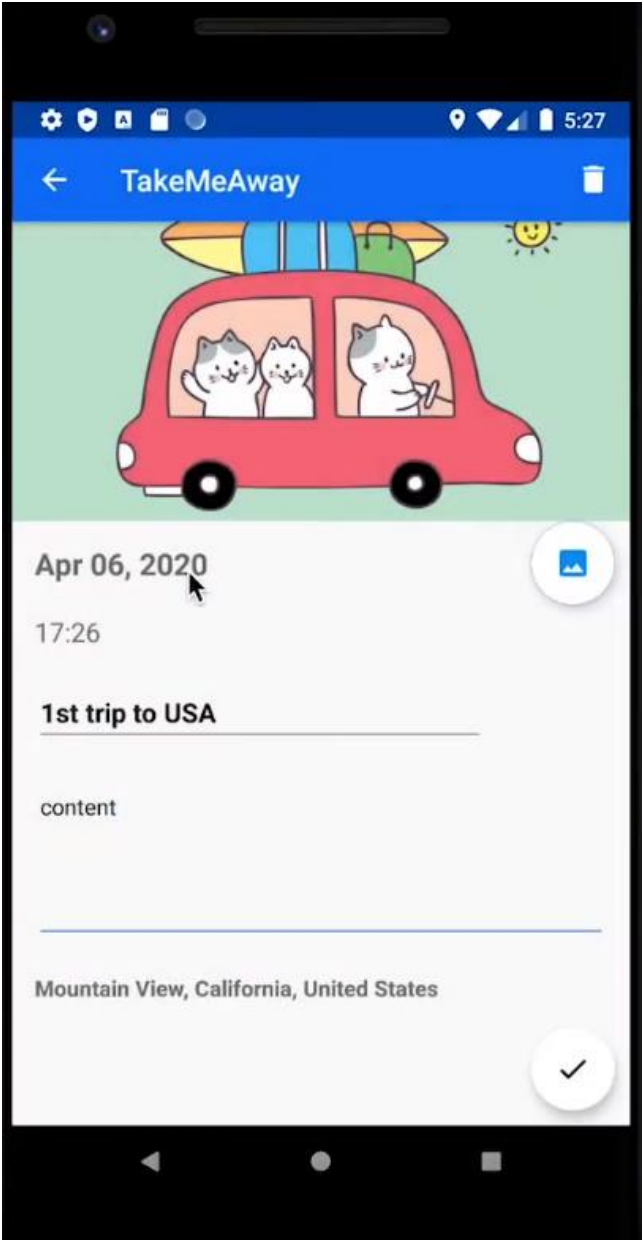 5:27
TakeMeAway
Apr 06, 2020
17:26
1st trip to USA
content
Mountain View, California, United States